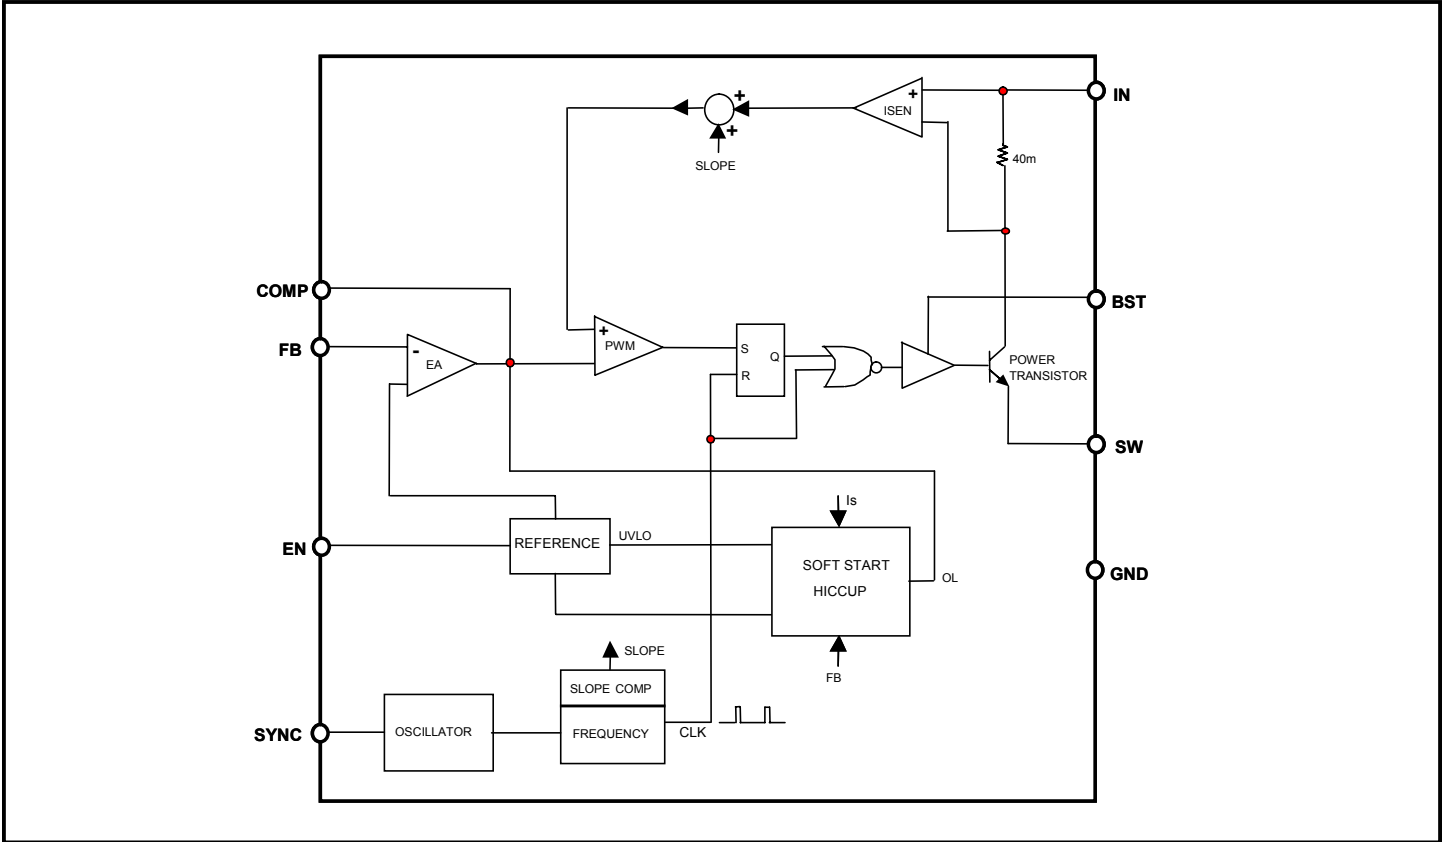 IN
+
ISEN
+
+
SLOPE
40m
COMP
BST
FB
-
EA
+
PWM
S
R
Q
POWER
TRANSISTOR
SW
Is
EN
REFERENCE
UVLO
SOFT START
HICCUP
OL
GND
FB
SLOPE
SLOPE COMP
SYNC
OSCILLATOR
FREQUENCY
CLK